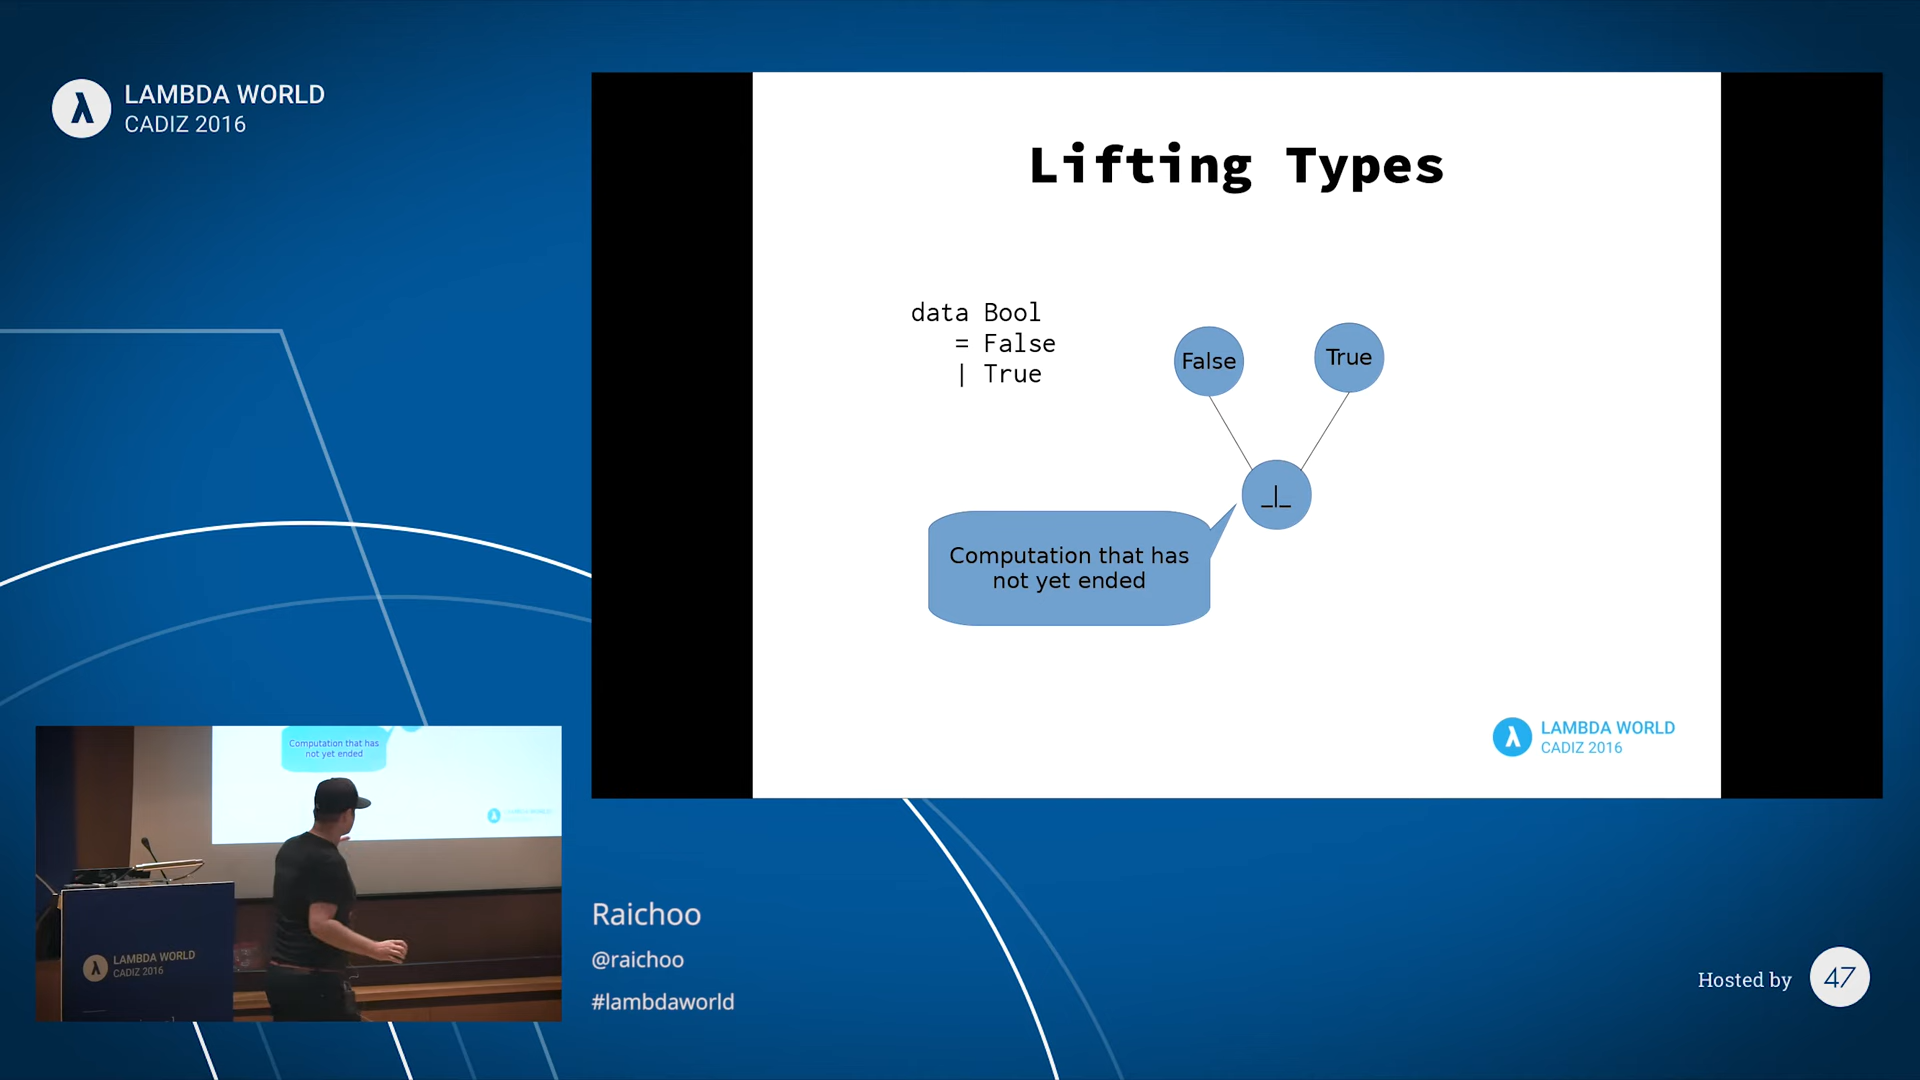 λ LAMBDA WORLD
CADIZ 2016
Lifting Types
data Bool
= False
| True
False
True
_|_
Computation that has
not yet ended
λ LAMBDA WORLD
CADIZ 2016
Computation that has
not yet ended
λ LAMBDA WORLD
CADIZ 2016
Raichoo
@raichoo
#lambdaworld
Hosted by 47